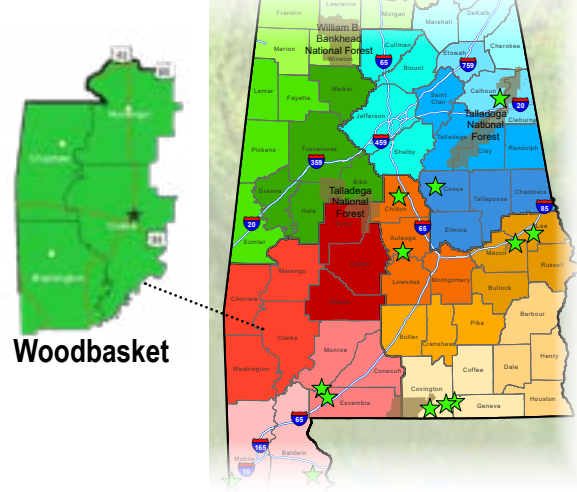 Franklin
Lawrence
Morgan
Marshall
DeKalb
William B.
Bankhead
National Forest
Marion
Winston
Cullman
65
Blount
Etowah
759
Cherokee
Lamar
Fayette
Walker
Saint
Clair
Calhoun
20
Talladoga
National
Forest
Cleburne
Jefferson
459
Pickens
Tuscaloosa
359
Shelby
Talladega
Clay
Randolph
Bibb
Greene
Hale
Talladega
National
Forest
Chilton
Coosa
Tallapoosa
Chambers
85
20
Sumter
65
Elmore
Lee
Autauga
Macon
Russell
Marengo
Choctaw
Lowndes
Montgomery
Bullock
Clarke
Barbour
Pike
Butler
Crenshaw
Washington
Monroe
Conecuh
Coffee
Dale
Henry
Covington
Escambia
Geneva
Houston
65
165
Mobile
10
Baldwin
Woodbasket